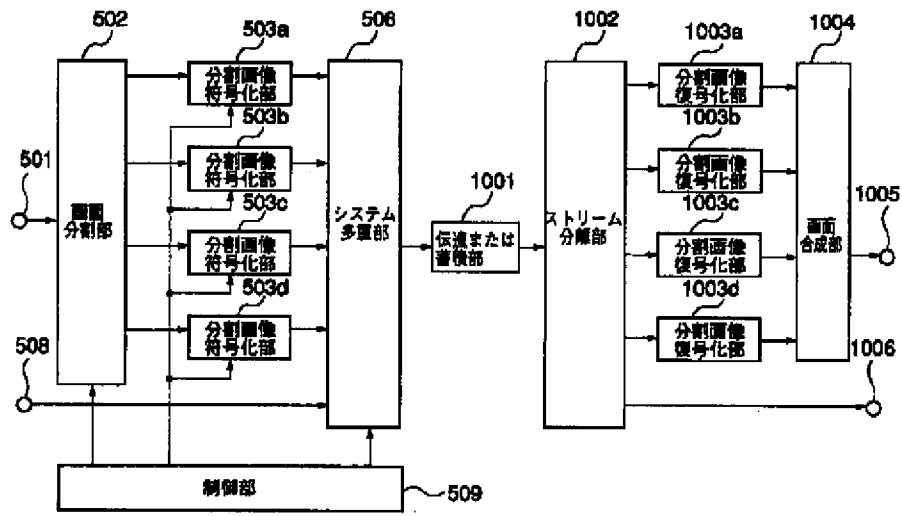 502
503a
506
1002
1003a
1004
分割画像
符号化部
分割画像
復号化部
503b
1003b
501
分割画像
符号化部
分割画像
復号化部
画面
分割部
503c
システム
多重部
1001
ストリーム
分離部
1003c
画面
合成部
1005
分割画像
符号化部
伝送または
蓄積部
分割画像
復号化部
503d
1003d
508
分割画像
符号化部
分割画像
復号化部
1006
制御部
509